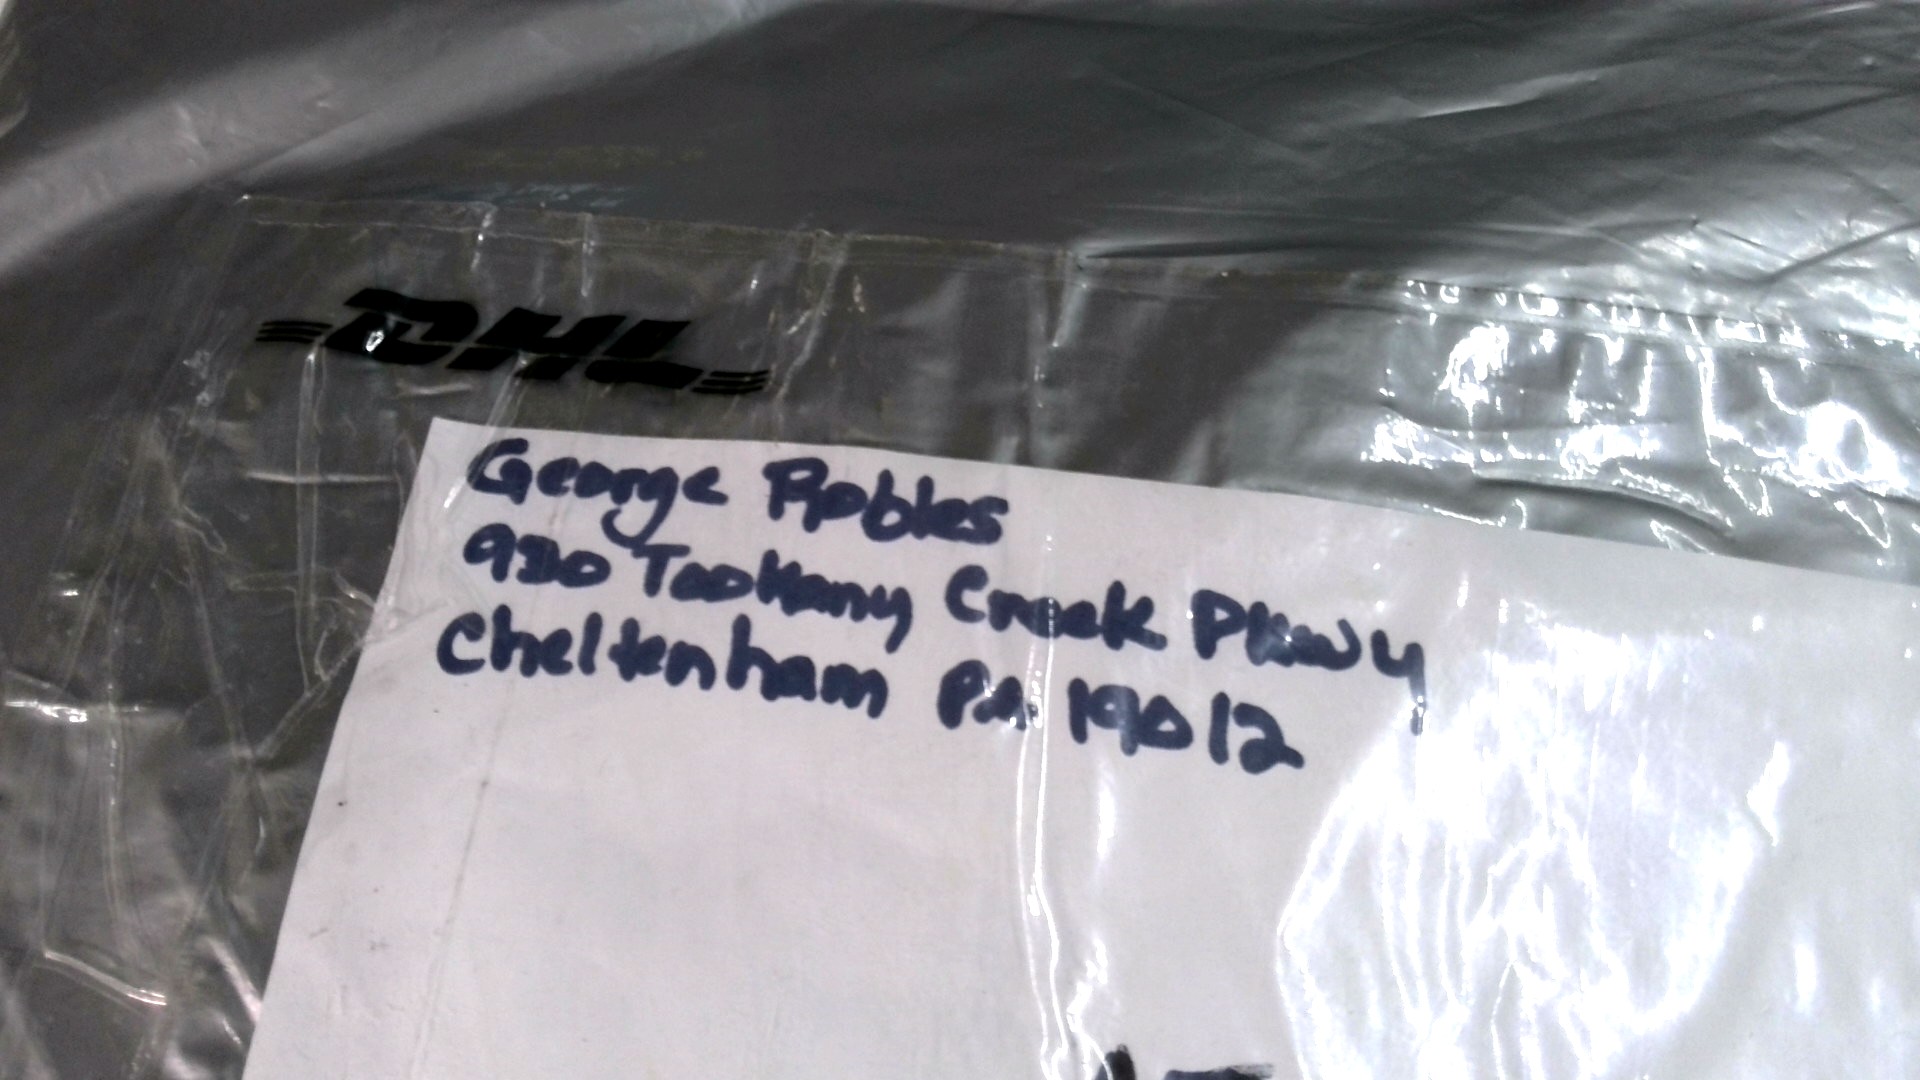 DHL
George Robles
930 Tookany Creek Pkwy
Cheltenham PA 19012